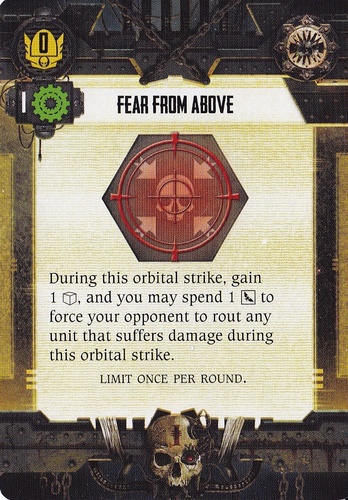 0
1
FEAR FROM ABOVE
During this orbital strike, gain
1 , and you may spend 1 to
force your opponent to rout any
unit that suffers damage during
this orbital strike.
LIMIT ONCE PER ROUND.